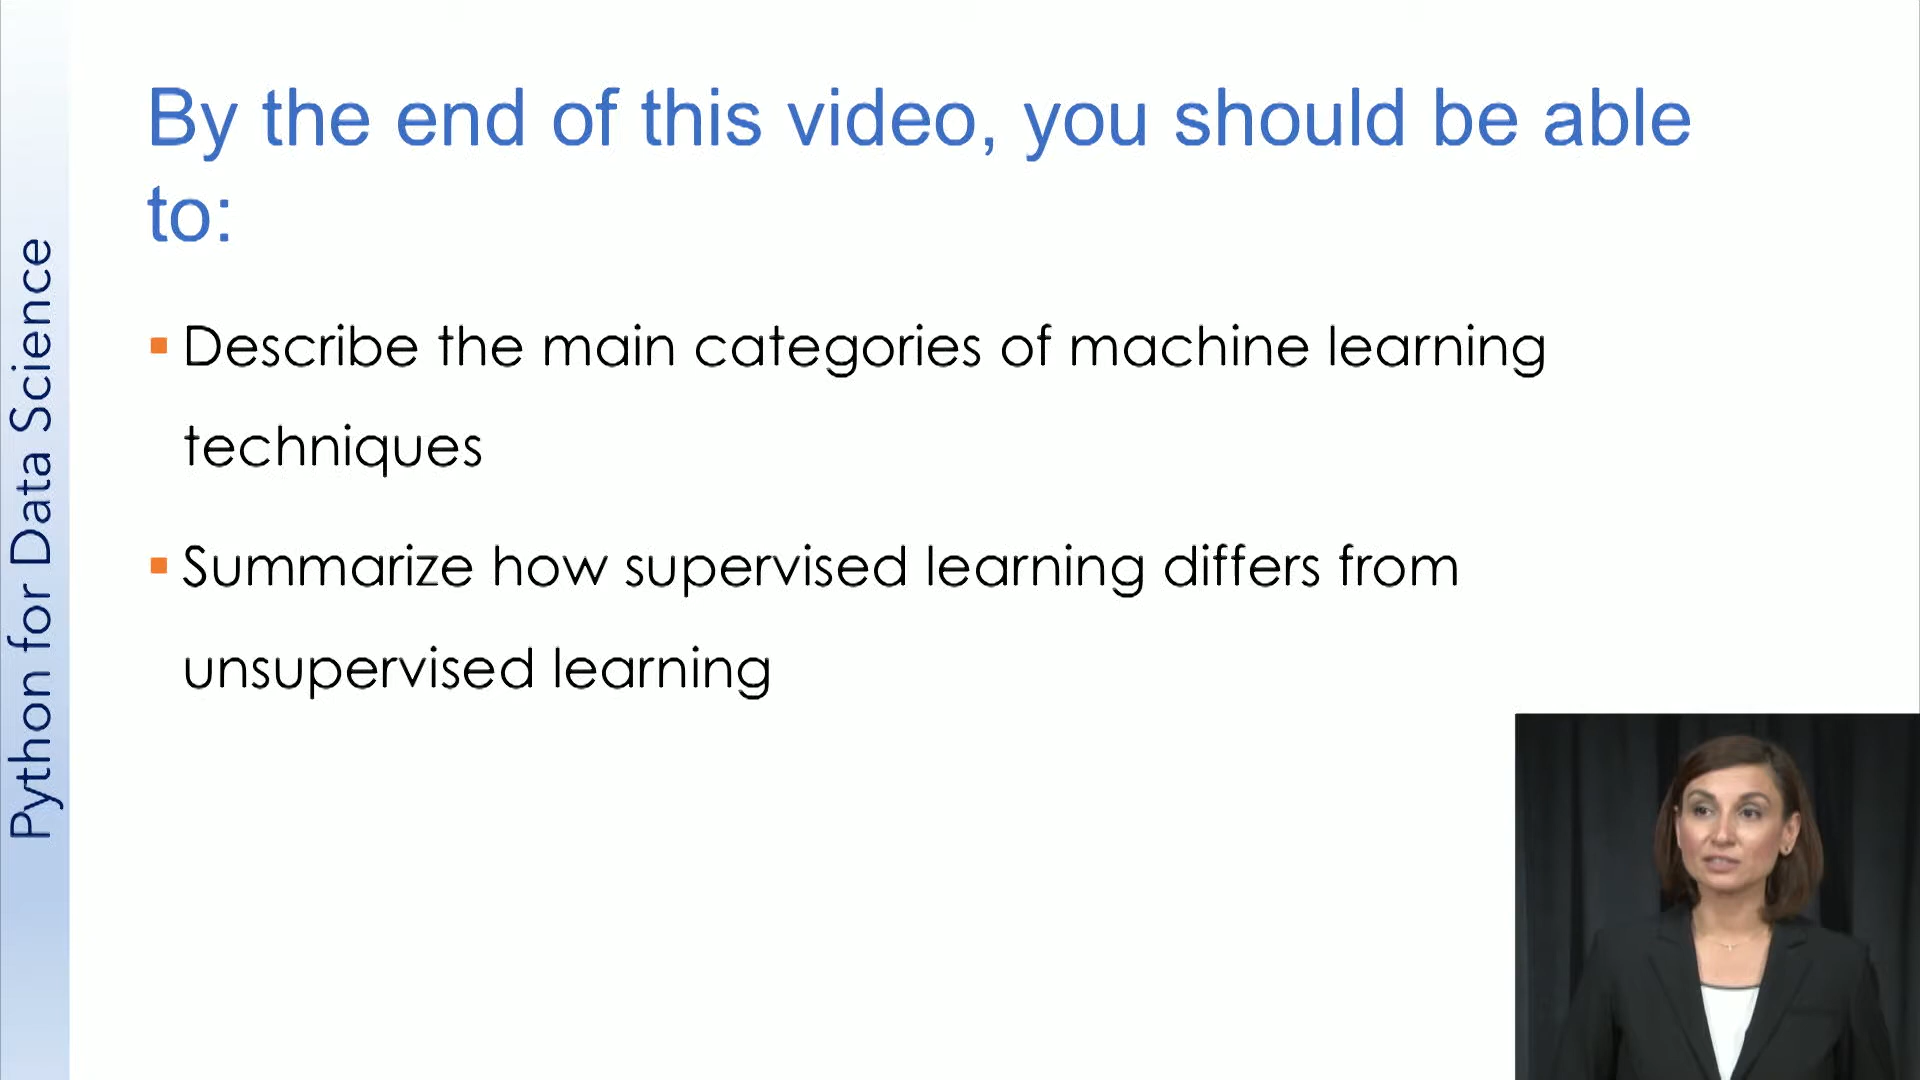 By the end of this video, you should be able
to:
Describe the main categories of machine learning
techniques
Summarize how supervised learning differs from
unsupervised learning
Python for Data Science